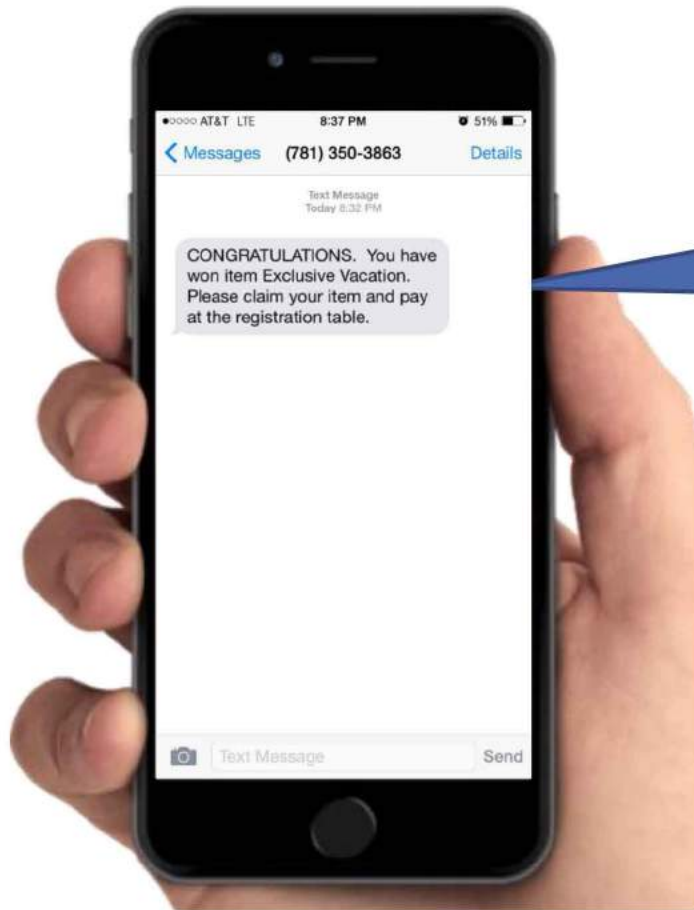 ●○○○○ AT&T LTE 8:37 PM 51%
Messages (781) 350-3863 Details
Text Message
Today 8:32 PM
CONGRATULATIONS. You have
won item Exclusive Vacation.
Please claim your item and pay
at the registration table.
Text Message Send